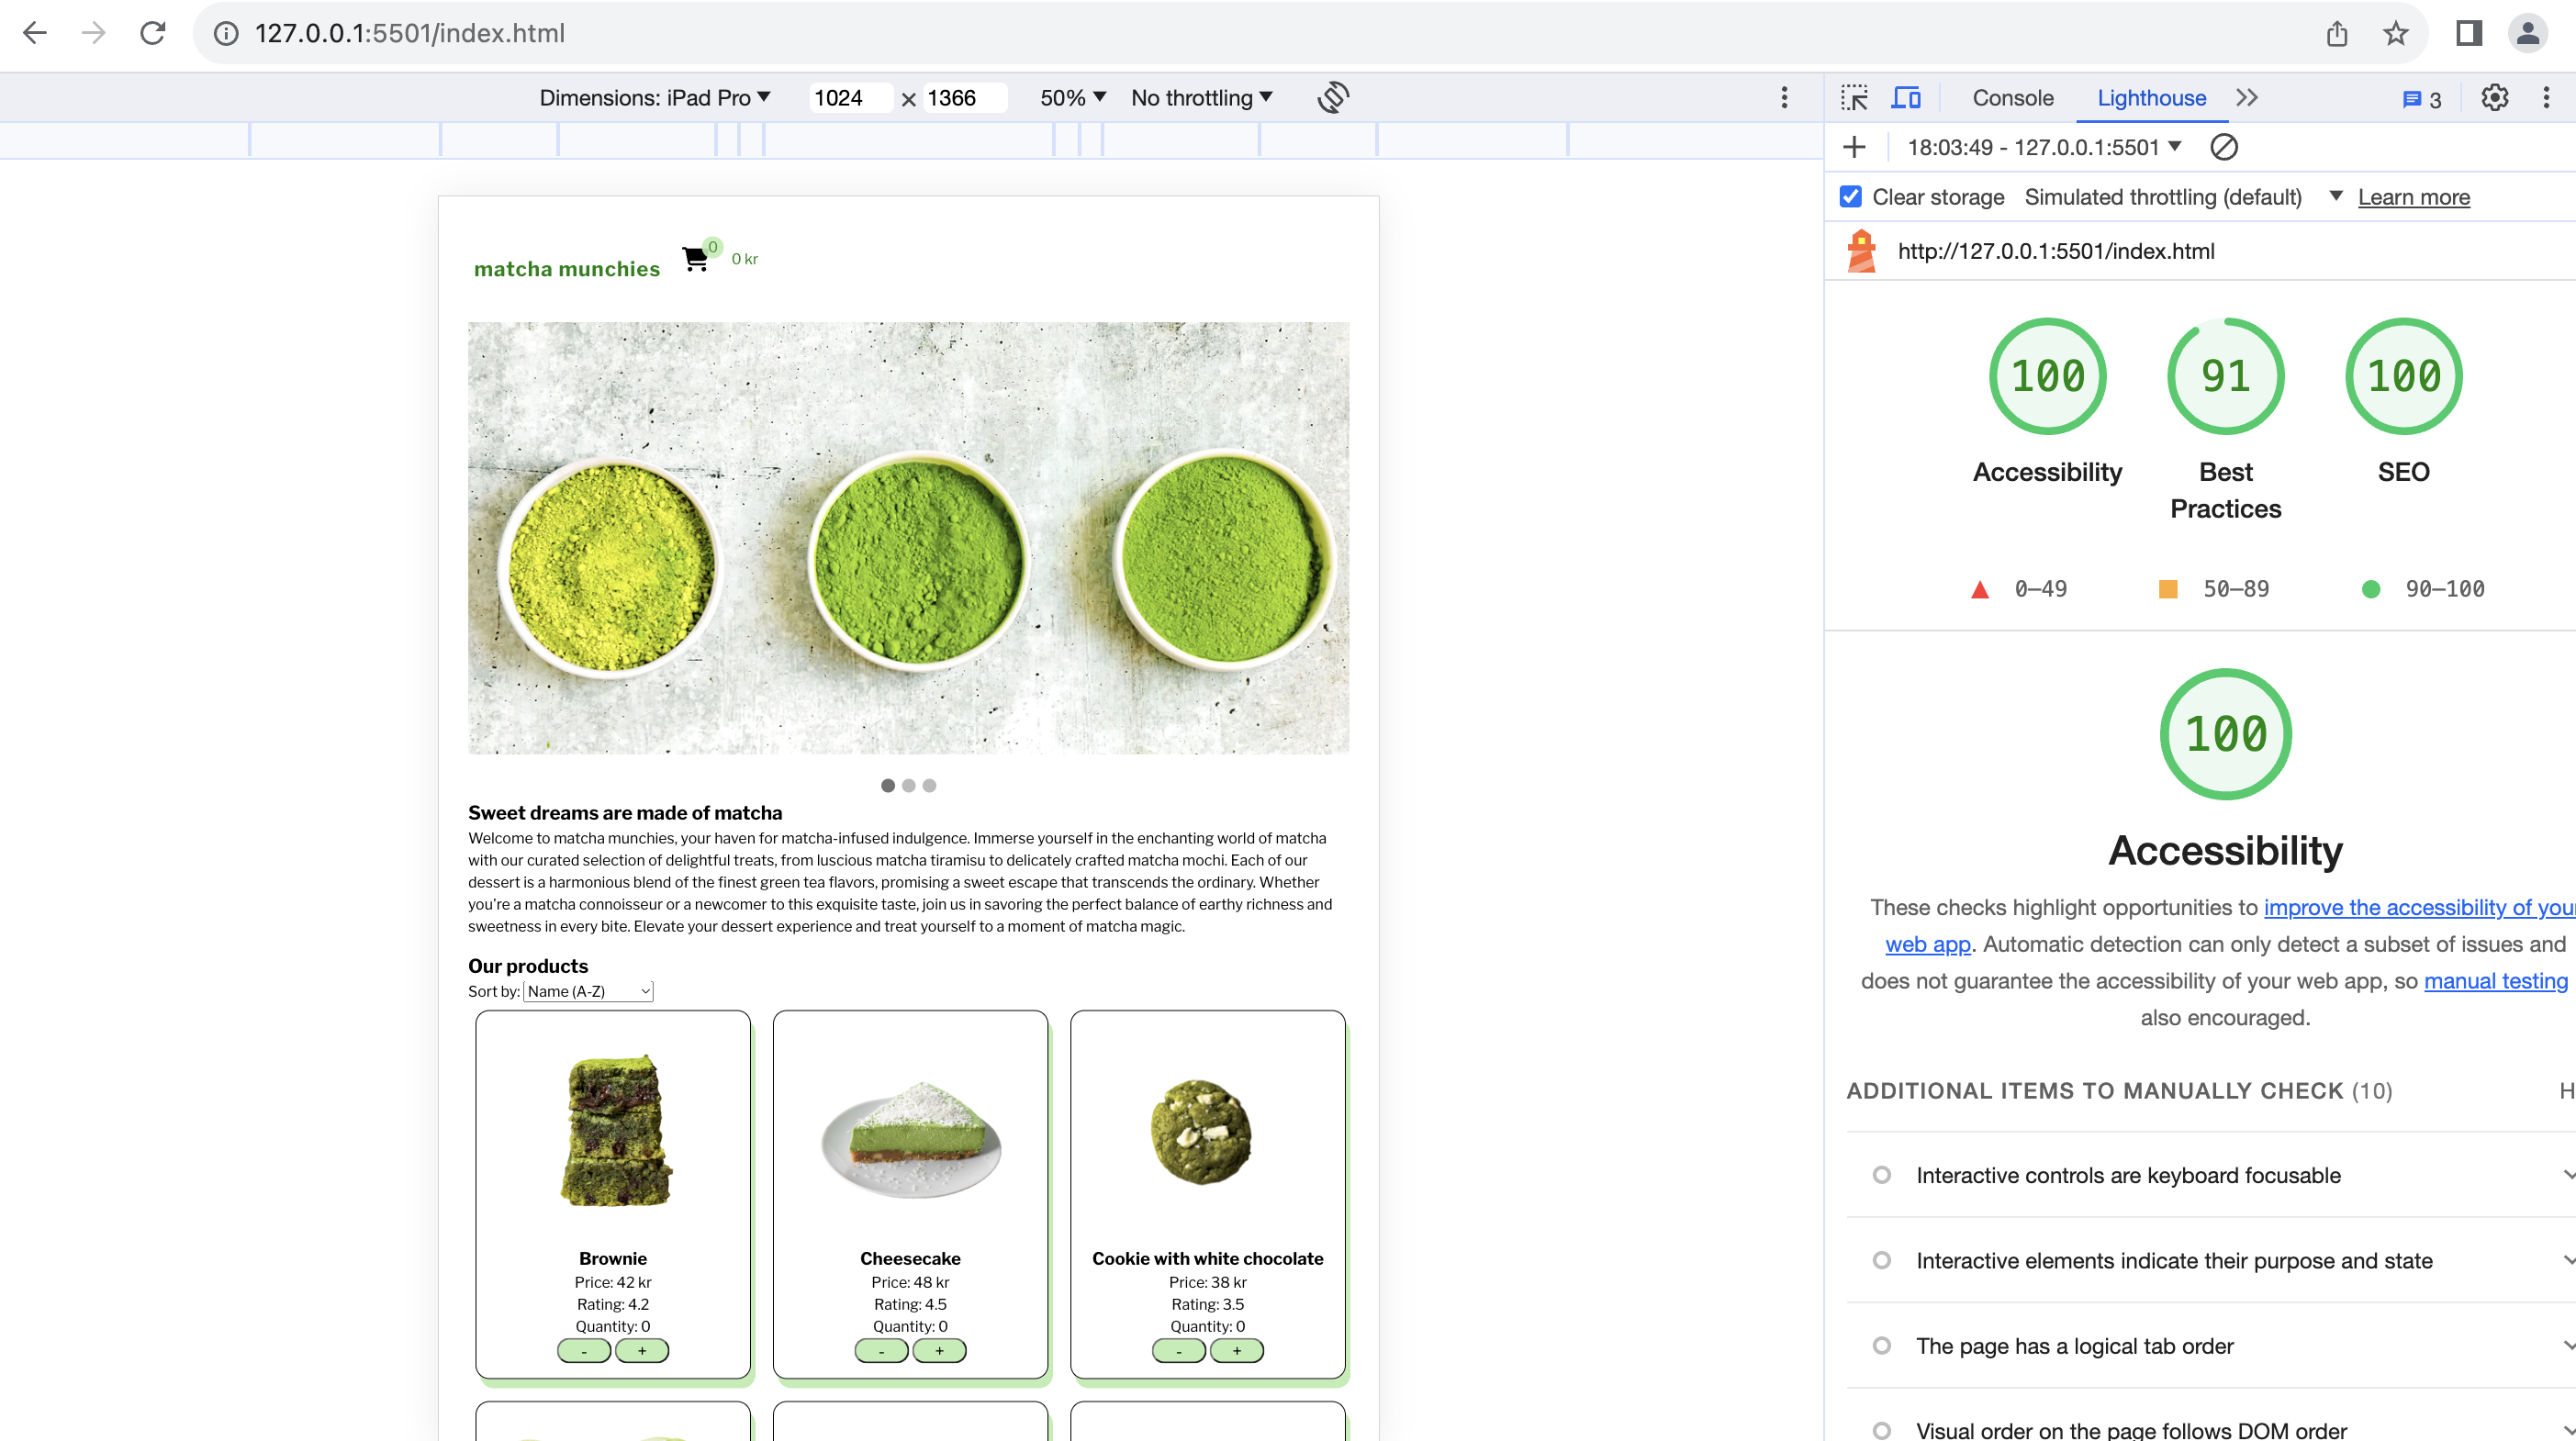 127.0.0.1:5501/index.html
Dimensions: iPad Pro 1024 × 1366 50% No throttling
Console Lighthouse 3
18:03:49 - 127.0.0.1:5501
Clear storage Simulated throttling (default) Learn more
http://127.0.0.1:5501/index.html
matcha munchies 0 0 kr
Sweet dreams are made of matcha
Welcome to matcha munchies, your haven for matcha-infused indulgence. Immerse yourself in the enchanting world of matcha
with our curated selection of delightful treats, from luscious matcha tiramisu to delicately crafted matcha mochi. Each of our
dessert is a harmonious blend of the finest green tea flavors, promising a sweet escape that transcends the ordinary. Whether
you're a matcha connoisseur or a newcomer to this exquisite taste, join us in savoring the perfect balance of earthy richness and
sweetness in every bite. Elevate your dessert experience and treat yourself to a moment of matcha magic.
Our products
Sort by: Name (A-Z)
Brownie
Price: 42 kr
Rating: 4.2
Quantity: 0
- +
Cheesecake
Price: 48 kr
Rating: 4.5
Quantity: 0
- +
Cookie with white chocolate
Price: 38 kr
Rating: 3.5
Quantity: 0
- +
100 91 100
Accessibility Best SEO
Practices
0–49 50–89 90–100
100
Accessibility
These checks highlight opportunities to improve the accessibility of your
web app. Automatic detection can only detect a subset of issues and
does not guarantee the accessibility of your web app, so manual testing
also encouraged.
ADDITIONAL ITEMS TO MANUALLY CHECK (10) H
Interactive controls are keyboard focusable
Interactive elements indicate their purpose and state
The page has a logical tab order
Visual order on the page follows DOM order